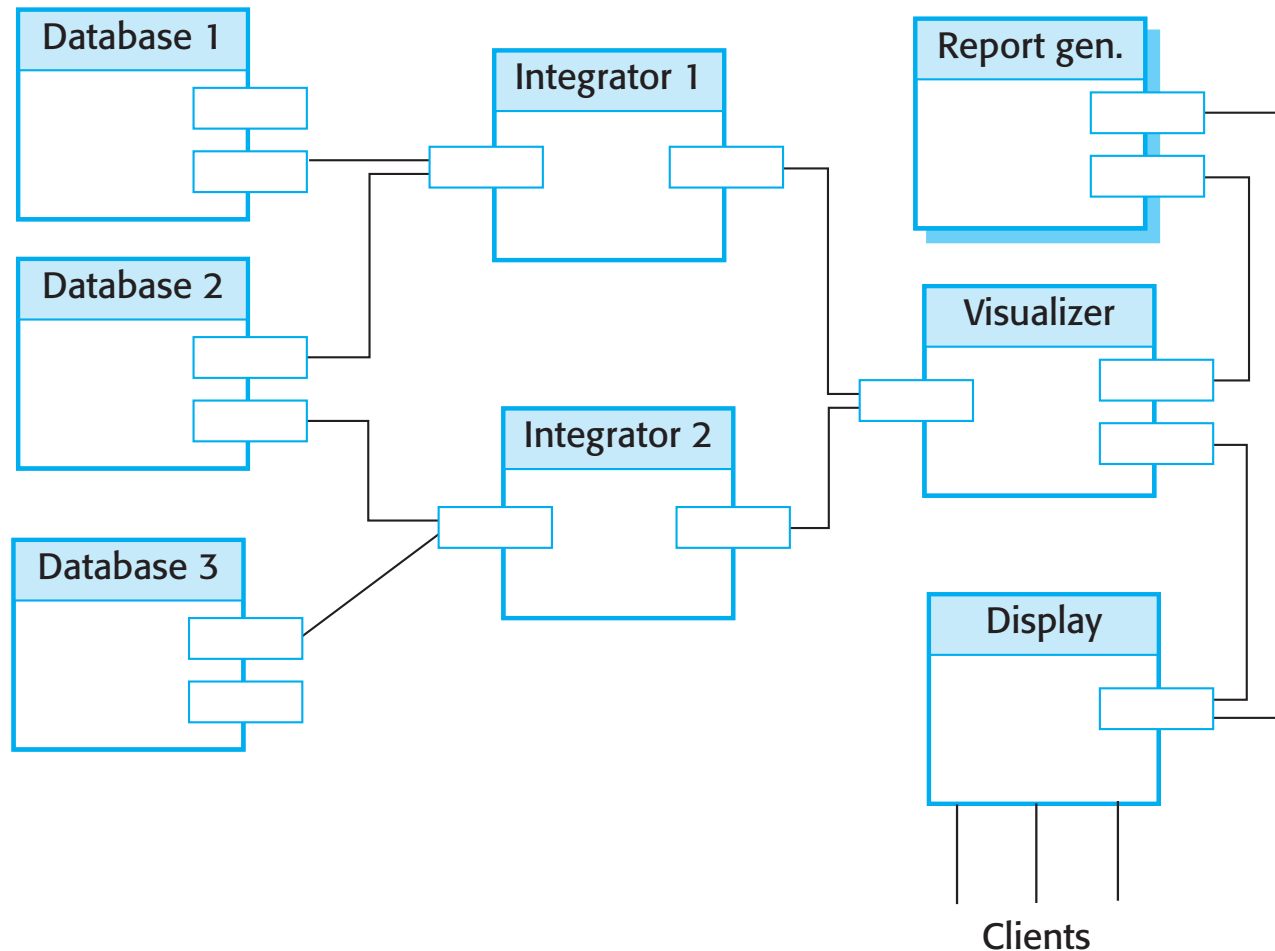 Database 1
Integrator 1
Report gen.
Database 2
Visualizer
Integrator 2
Database 3
Display
Clients